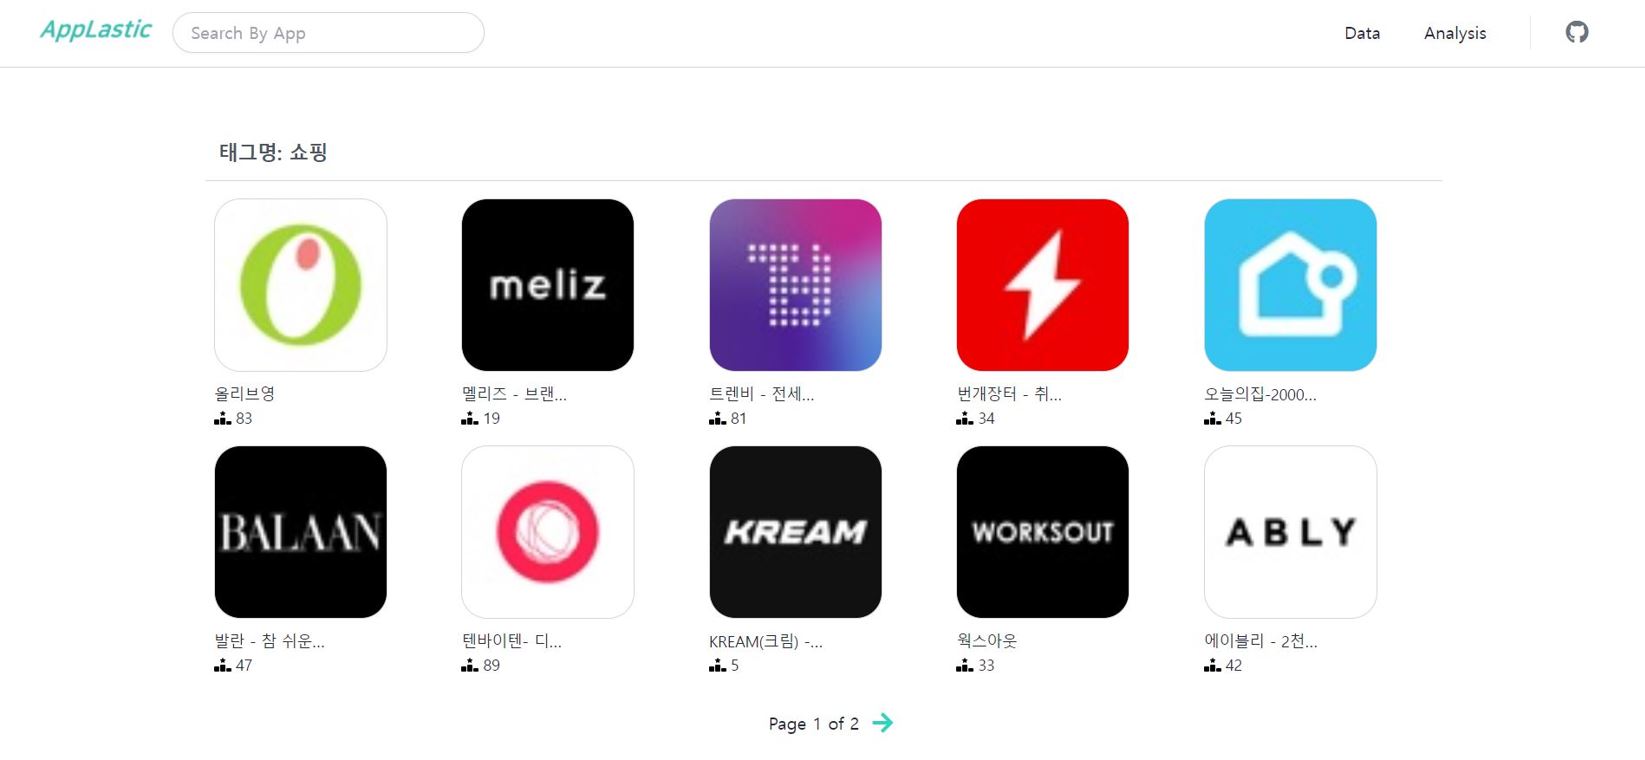 AppLastic
Search By App
Data
Analysis
태그명: 쇼핑
meliz
올리브영
멜리즈 - 브랜...
트렌비 - 전세...
번개장터 - 취...
오늘의집-2000...
83
19
81
34
45
BALAAN
KREAM
WORKSOUT
ABLY
발란 - 참 쉬운...
텐바이텐- 디...
KREAM(크림) -...
웍스아웃
에이블리 - 2천...
47
89
5
33
42
Page 1 of 2